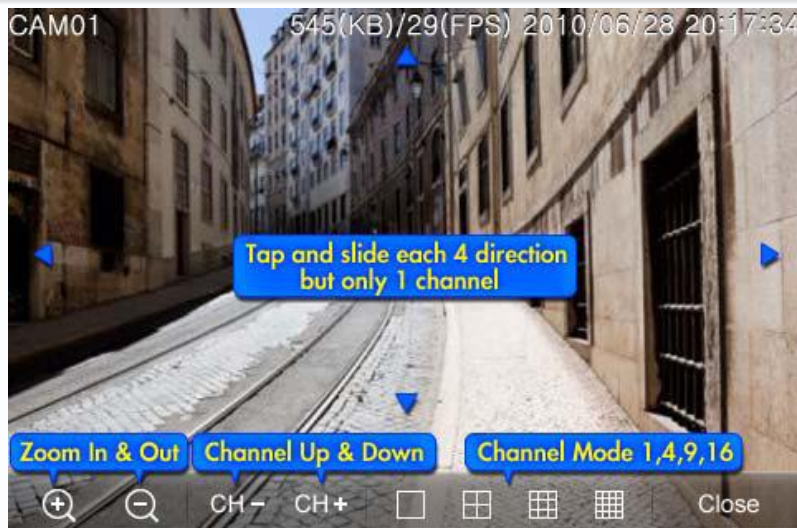 CAM01 545(KB)/29(FPS) 2010/06/28 20:17:34
Tap and slide each 4 direction
but only 1 channel
Zoom In & Out Channel Up & Down Channel Mode 1,4,9,16
CH- CH+ Close